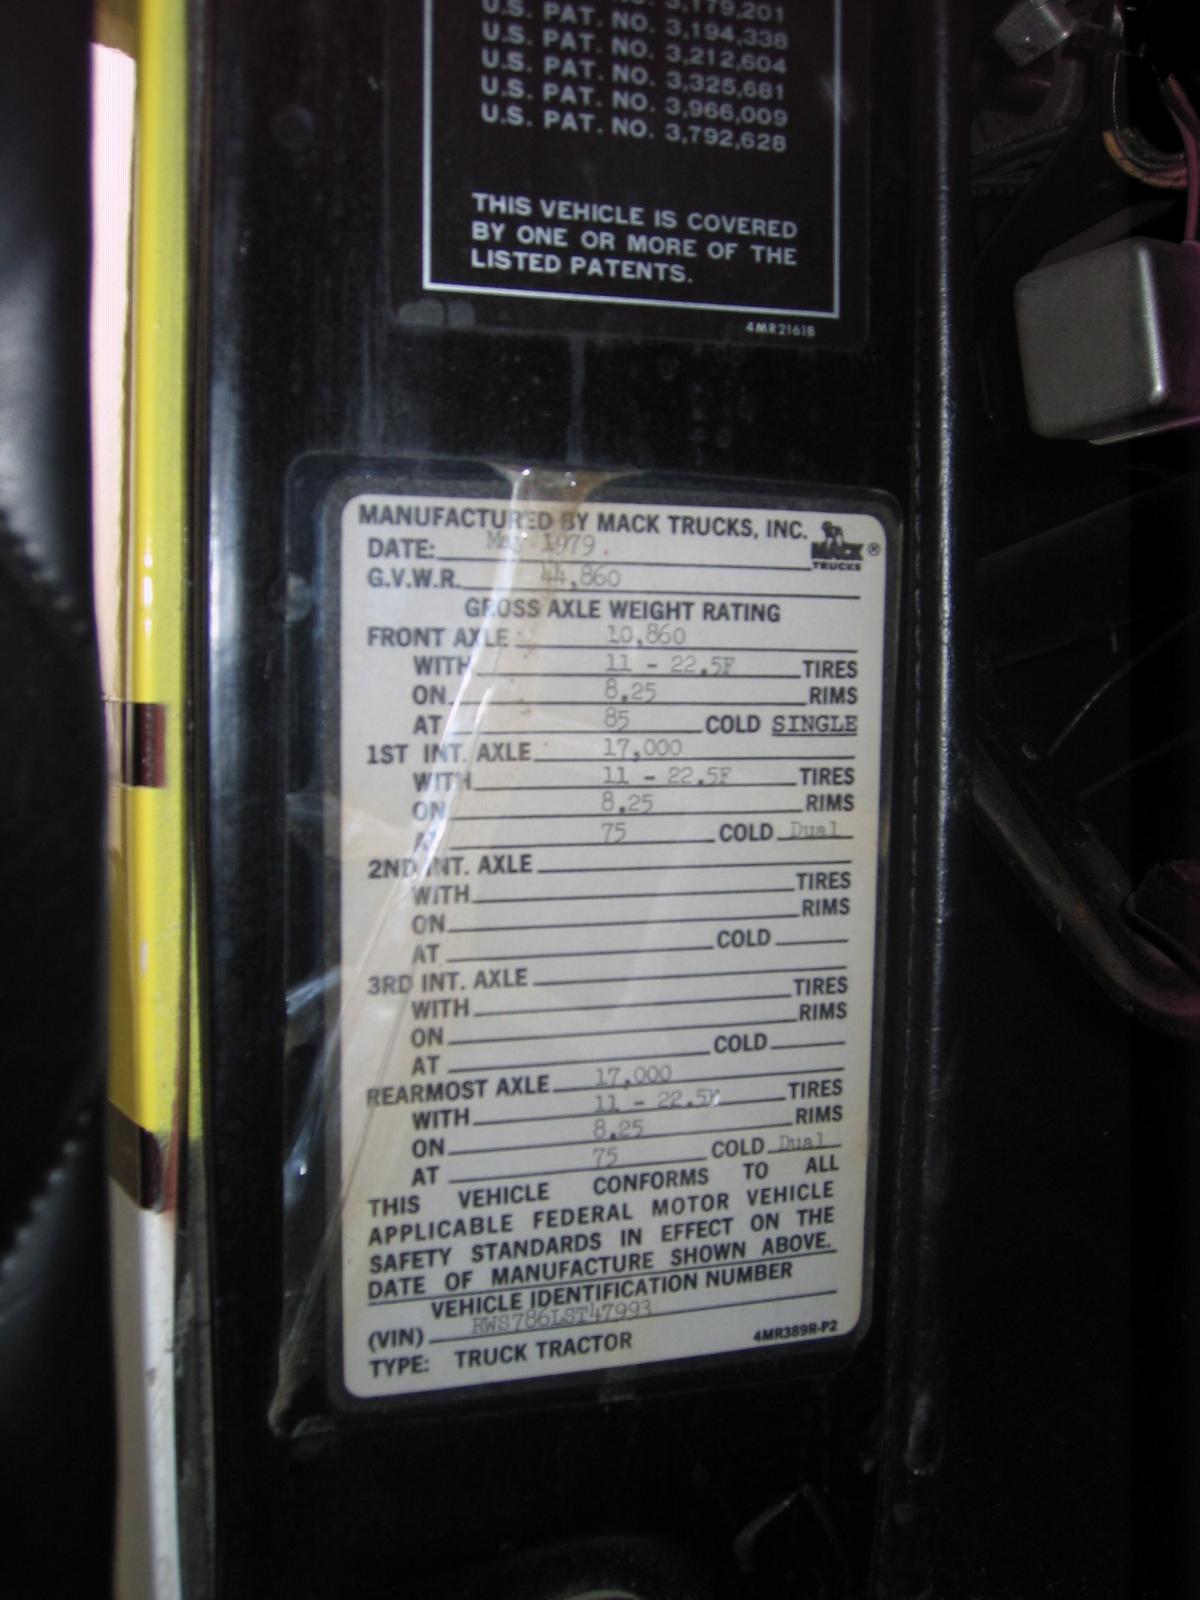 3,179,201
U.S. PAT. NO. 3,194,338
U.S. PAT. NO. 3,212,604
U.S. PAT. NO. 3,325,681
U.S. PAT. NO. 3,966,009
U.S. PAT. NO. 3,792,628
THIS VEHICLE IS COVERED
BY ONE OR MORE OF THE
LISTED PATENTS.
4MR2161B
MANUFACTURED BY MACK TRUCKS, INC.
MACK ®
TRUCKS
DATE: 1979
G.V.W.R. 44,860
GROSS AXLE WEIGHT RATING
FRONT AXLE 10,860
WITH 11 - 22.5F TIRES
ON 8.25 RIMS
AT 85 COLD SINGLE
1ST INT. AXLE 17,000
WITH 11 - 22.5F TIRES
ON 8.25 RIMS
AT 75 COLD Dual
2ND INT. AXLE
WITH TIRES
ON RIMS
AT COLD
3RD INT. AXLE
WITH TIRES
ON RIMS
AT COLD
REARMOST AXLE 17,000
WITH 11 - TIRES
ON 8.25 RIMS
AT 75 COLD Dual
THIS VEHICLE CONFORMS TO ALL
APPLICABLE FEDERAL MOTOR VEHICLE
SAFETY STANDARDS IN EFFECT ON THE
DATE OF MANUFACTURE SHOWN ABOVE.
VEHICLE IDENTIFICATION NUMBER
(VIN) RWS786LST47993
TYPE: TRUCK TRACTOR
4MR389R-P2